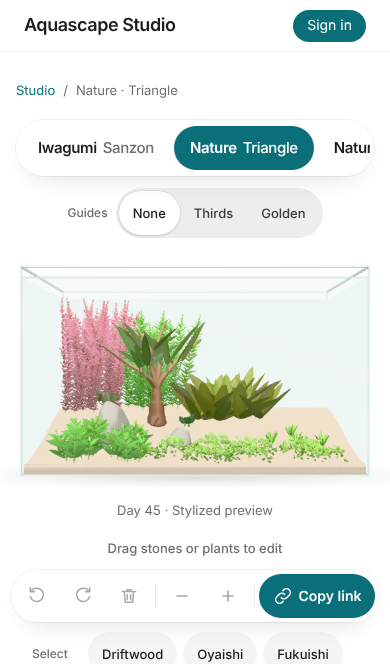 Aquascape Studio Sign in
Studio / Nature · Triangle
Iwagumi Sanzon Nature Triangle Natur
Guides None Thirds Golden
Day 45 · Stylized preview
Drag stones or plants to edit
Copy link
Select Driftwood Oyaishi Fukuishi